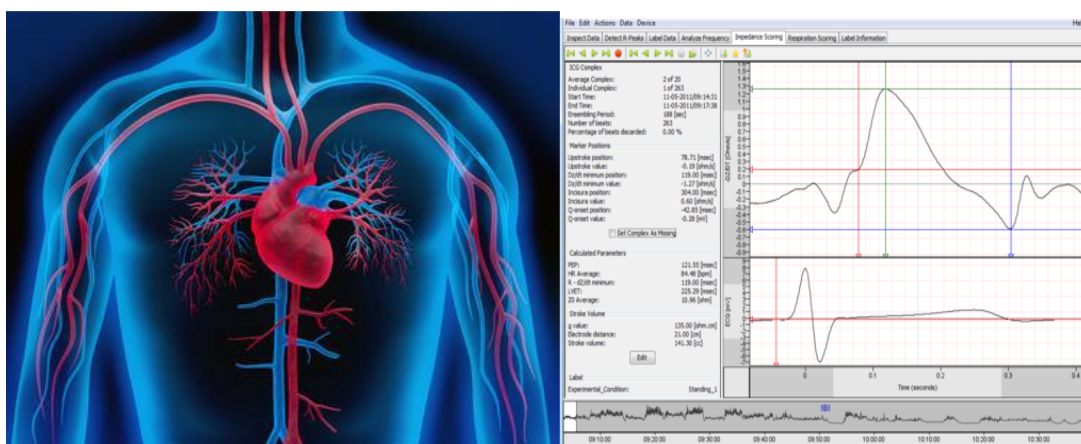 File Edit Actions Data Device
Inspect Data Detect R-Peaks Label Data Analyze Frequency Impedance Scoring Respiration Scoring Label Information
ICG Complex
Average Complex: 2 of 20
Individual Complex: 1 of 263
Start Time: 11-05-2011/09:14:31
End Time: 11-05-2011/09:17:38
Ensembling Period: 188 [sec]
Number of beats: 263
Percentage of beats discarded: 0.00 %
Marker Positions
Upstroke position: 78.71 [msec]
Upstroke value: -0.19 [ohm/s]
Dz/dt minimum position: 119.00 [msec]
Dz/dt minimum value: -1.27 [ohm/s]
Incisura position: 304.00 [msec]
Incisura value: 0.60 [ohm/s]
Q-onset position: -42.85 [msec]
Q-onset value: -0.28 [mV]
Set Complex As Missing
Calculated Parameters
PEP: 121.55 [msec]
HR Average: 84.48 [bpm]
R - dZ/dt minimum: 119.00 [msec]
LVET: 225.29 [msec]
Z0 Average: 10.96 [ohm]
Stroke Volume
ρ value: 135.00 [ohm.cm]
Electrode distance: 21.00 [cm]
Stroke volume: 141.30 [cc]
Edit
Label
Experimental_Condition: Standing_1
-DZ/DT [Ohm/s]
ECG [mV]
0 0.1 0.2 0.3 0.4
Time (seconds)
09:10:00 09:20:00 09:30:00 09:40:00 09:50:00 10:00:00 10:10:00 10:20:00 10:30:00